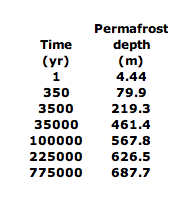 Permafrost
Time depth
(yr) (m)
1 4.44
350 79.9
3500 219.3
35000 461.4
100000 567.8
225000 626.5
775000 687.7